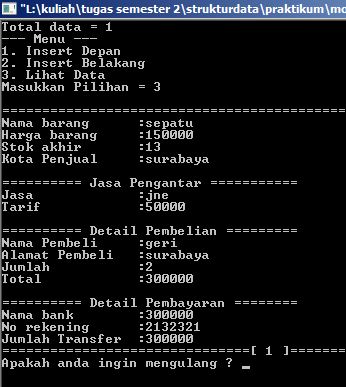 "L:\kuliah\tugas semester 2\strukturdata\praktikum\mo
Total data = 1
--- Menu ---
1. Insert Depan
2. Insert Belakang
3. Lihat Data
Masukkan Pilihan = 3
===================================
Nama barang :sepatu
Harga barang :150000
Stok akhir :13
Kota Penjual :surabaya
========== Jasa Pengantar ==========
Jasa :jne
Tarif :50000
========== Detail Pembelian ==========
Nama Pembeli :geri
Alamat Pembeli :surabaya
Jumlah :2
Total :300000
========== Detail Pembayaran ==========
Nama bank :300000
No rekening :2132321
Jumlah Transfer :300000
==============================[ 1 ]=======
Apakah anda ingin mengulang ? _